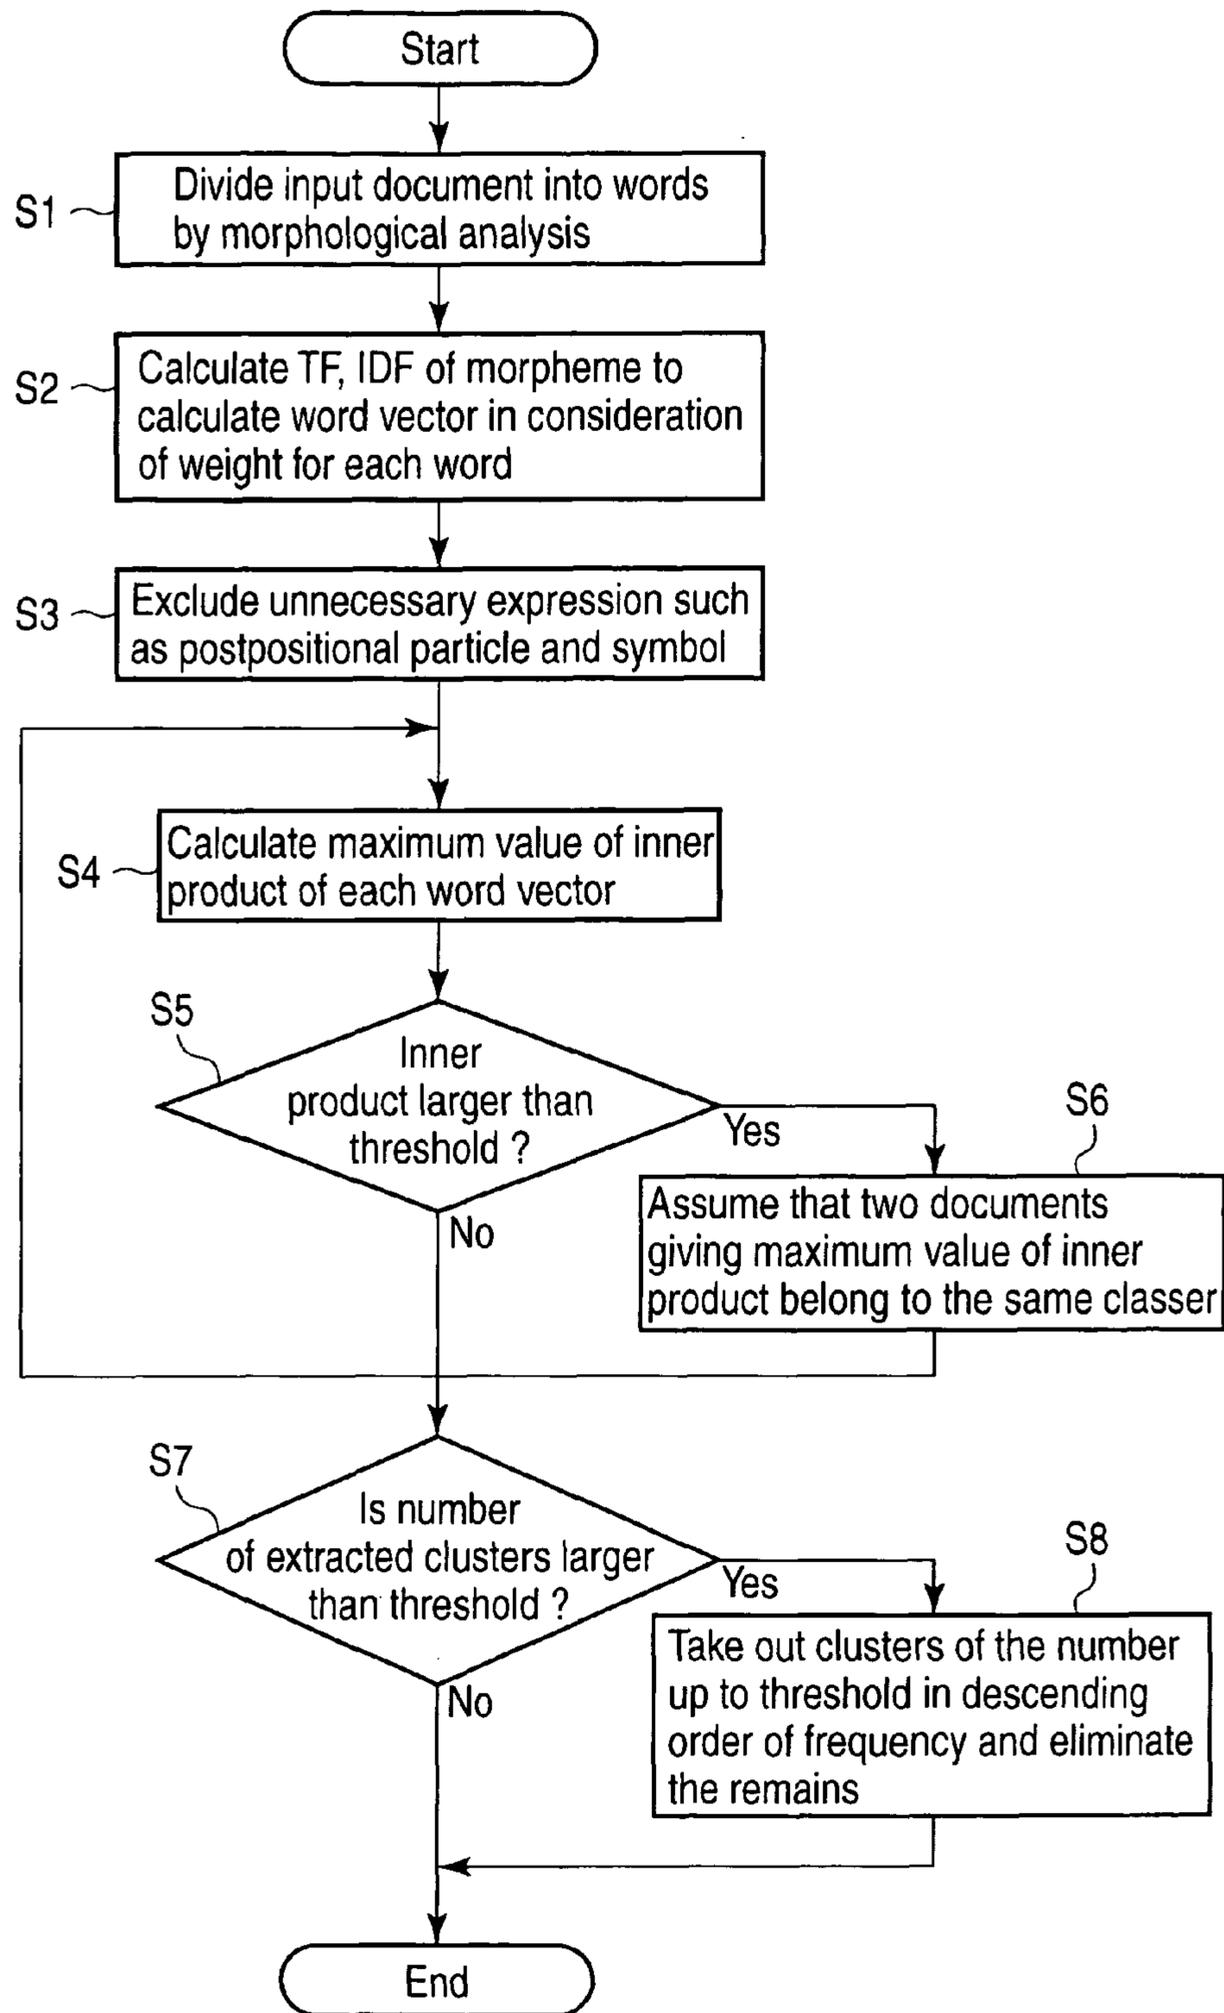 Start
S1
Divide input document into words
by morphological analysis
S2
Calculate TF, IDF of morpheme to
calculate word vector in consideration
of weight for each word
S3
Exclude unnecessary expression such
as postpositional particle and symbol
S4
Calculate maximum value of inner
product of each word vector
S5
Inner
product larger than
threshold ?
Yes
No
S6
Assume that two documents
giving maximum value of inner
product belong to the same classer
S7
Is number
of extracted clusters larger
than threshold ?
Yes
No
S8
Take out clusters of the number
up to threshold in descending
order of frequency and eliminate
the remains
End